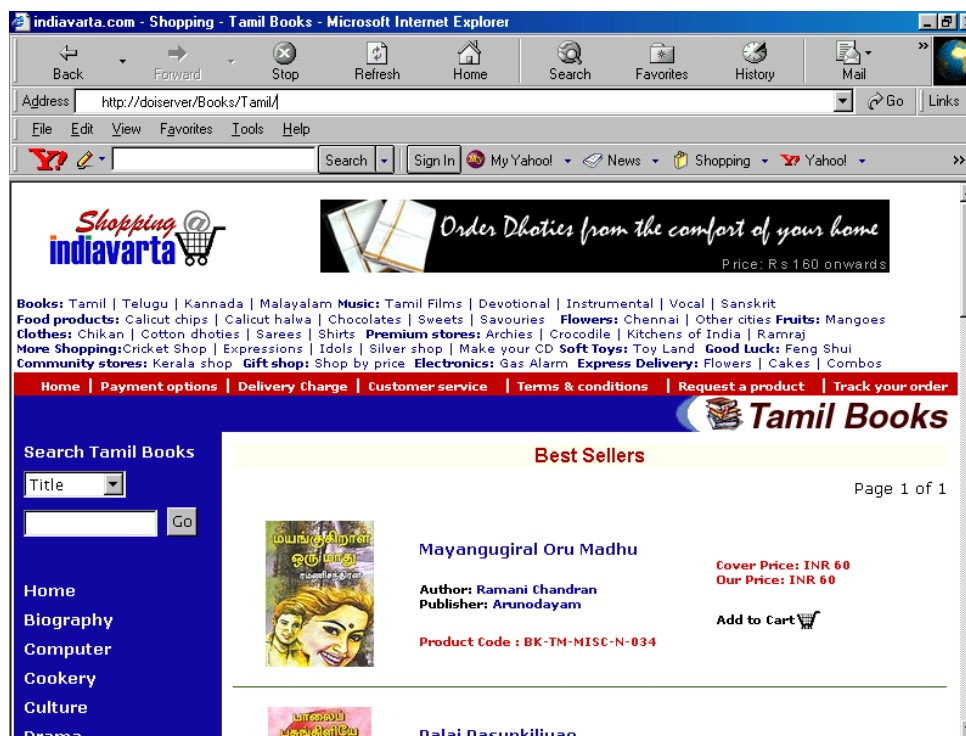 indiavarta.com - Shopping - Tamil Books - Microsoft Internet Explorer
Back Forward Stop Refresh Home Search Favorites History Mail »
Address http://doiserver/Books/Tamil/ Go Links
File Edit View Favorites Tools Help
Y! Search Sign In My Yahoo! News Shopping Yahoo! »
Shopping @
indiavarta
Order Dhoties from the comfort of your home
Price: Rs 160 onwards
Books: Tamil | Telugu | Kannada | Malayalam Music: Tamil Films | Devotional | Instrumental | Vocal | Sanskrit
Food products: Calicut chips | Calicut halwa | Chocolates | Sweets | Savouries Flowers: Chennai | Other cities Fruits: Mangoes
Clothes: Chikan | Cotton dhoties | Sarees | Shirts Premium stores: Archies | Crocodile | Kitchens of India | Ramraj
More Shopping:Cricket Shop | Expressions | Idols | Silver shop | Make your CD Soft Toys: Toy Land Good Luck: Feng Shui
Community stores: Kerala shop Gift shop: Shop by price Electronics: Gas Alarm Express Delivery: Flowers | Cakes | Combos
Home | Payment options | Delivery Charge | Customer service | Terms & conditions | Request a product | Track your order
Tamil Books
Search Tamil Books
Title
Go
Home
Biography
Computer
Cookery
Culture
Drama
Best Sellers
Page 1 of 1
மயங்குகிறாள்
ஒரு மாது
ரமணிசந்திரன்
Mayangugiral Oru Madhu
Author: Ramani Chandran
Publisher: Arunodayam
Product Code : BK-TM-MISC-N-034
Cover Price: INR 60
Our Price: INR 60
Add to Cart
பாலைப்
பசுங்கிளியே